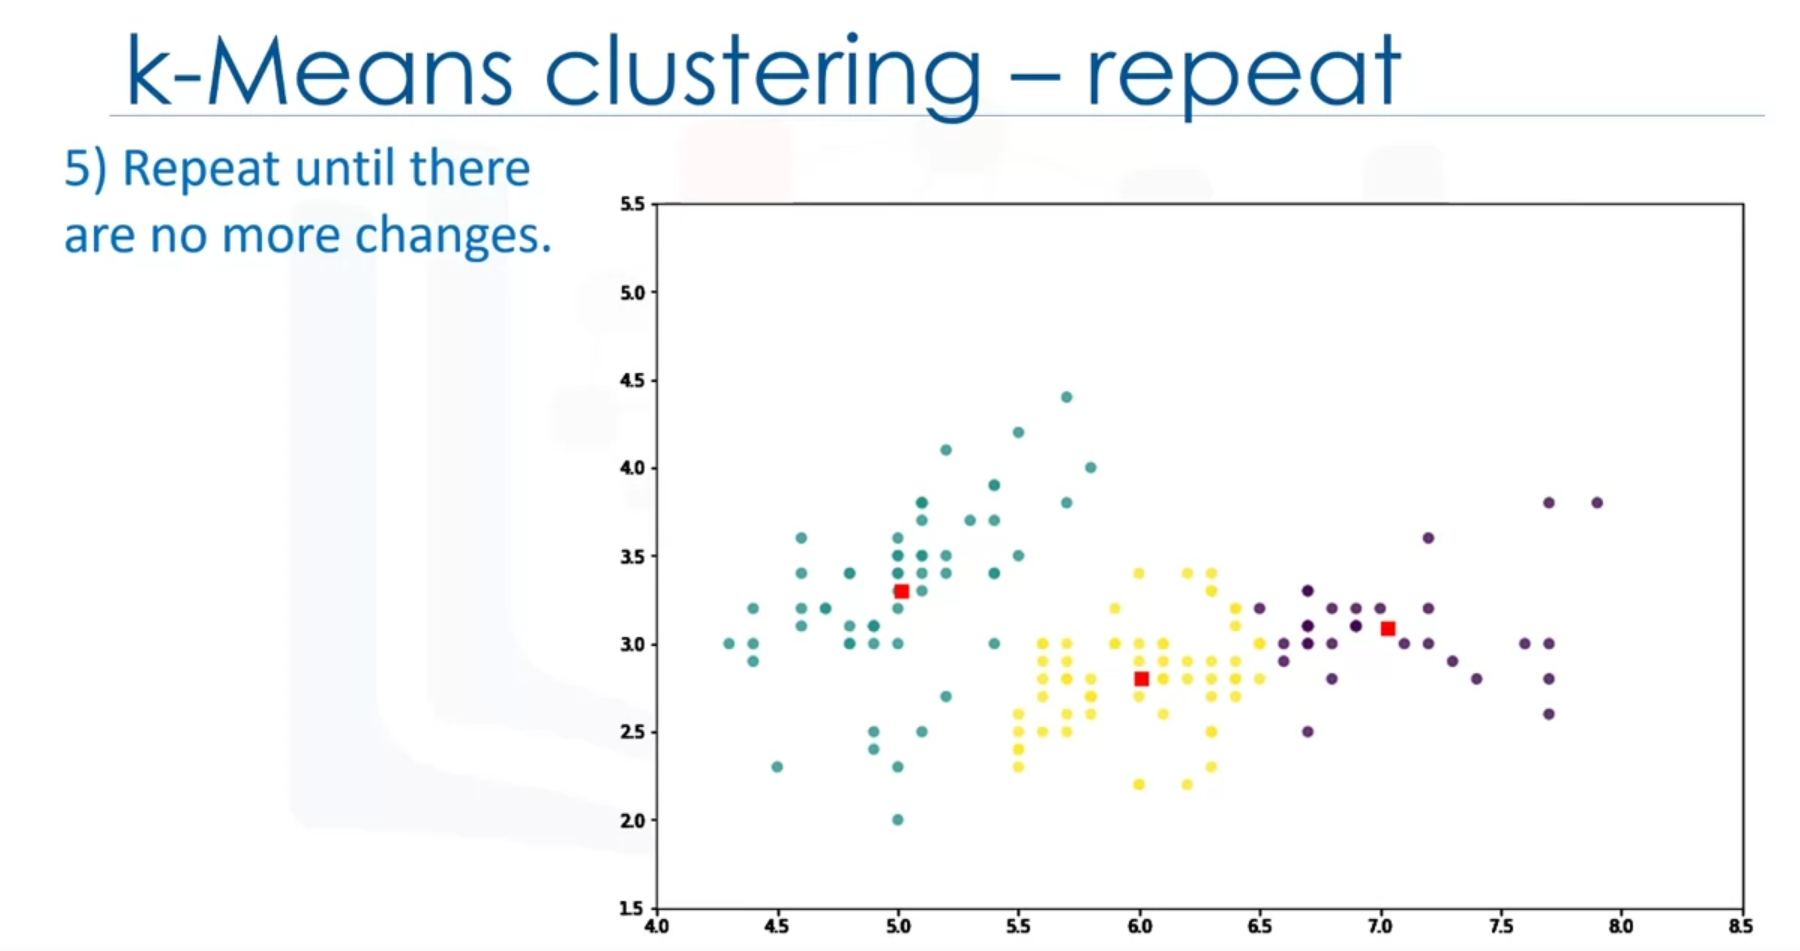 k-Means clustering – repeat
5) Repeat until there
are no more changes.
5.5
5.0
4.5
4.0
3.5
3.0
2.5
2.0
1.5
4.0 4.5 5.0 5.5 6.0 6.5 7.0 7.5 8.0 8.5